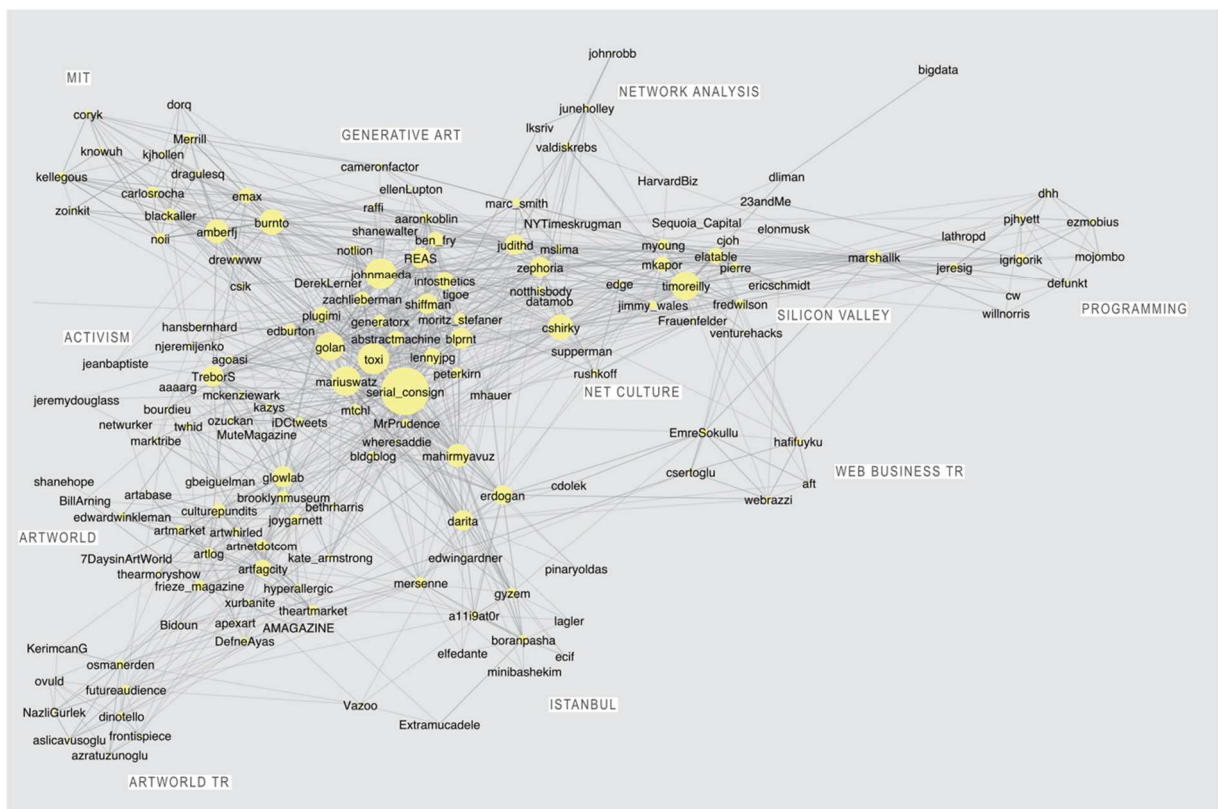 johnrobb
bigdata
MIT
NETWORK ANALYSIS
dorq
juneholley
coryk
lksriv
GENERATIVE ART
Merrill
valdiskrebs
knowuh
kjhollen
cameronfactor
dragulesq
kellegous
HarvardBiz
dliman
ellenLupton
carlosrocha
emax
dhh
marc_smith
23andMe
raffi
zoinkit
blackaller
aaronkoblin
pjhyett
ezmobius
burnto
NYTimeskrugman
Sequoia_Capital
elonmusk
amberfj
shanewalter
noii
ben_fry
judithd
mslima
myoung
cjoh
lathropd
notlion
elatable
marshallk
igrigorik
mojombo
drewwww
REAS
mkapor
pierre
jeresig
johnmaeda
zephoria
DerekLerner
infosthetics
edge
timoreilly
ericschmidt
defunkt
csik
notthisbody
zachlieberman
tigoe
datamob
cw
shiffman
jimmy_wales
fredwilson
plugimi
willnorris
PROGRAMMING
generatorx
moritz_stefaner
Frauenfelder
SILICON VALLEY
hansbernhard
edburton
cshirky
venturehacks
ACTIVISM
abstractmachine
blprnt
njeremijenko
golan
supperman
agoasi
toxi
lennyjpg
jeanbaptiste
peterkirn
rushkoff
TreborS
mariuswatz
aaaarg
serial_consign
mhauer
NET CULTURE
mckenziewark
jeremydouglass
bourdieu
kazys
mtchl
networker
twhid
ozuckan
iDCtweets
MrPrudence
MuteMagazine
EmreSokullu
marktribe
wheresaddie
hafifuyku
bldgblog
mahirmyavuz
WEB BUSINESS TR
csertoglu
glowlab
shanehope
gbeiguelman
cdolek
aft
artabase
erdogan
BillArning
brooklynmuseum
webrazzi
bethrharris
culturepundits
edwardwinkleman
joygarnett
darita
artmarket
artwhirled
ARTWORLD
artnetdotcom
7DaysinArtWorld
artlog
kate_armstrong
edwingardner
artfagcity
pinaryoldas
thearmoryshow
mersenne
frieze_magazine
hyperallergic
gyzem
xurbanite
theartmarket
a11i9at0r
Bidoun
apexart
lagler
AMAGAZINE
boranpasha
DefneAyas
KerimcanG
elfedante
ecif
osmanerden
minibashekim
ovuld
futureaudience
Vazoo
ISTANBUL
NazliGurlek
dinotello
Extramucadele
aslicavusoglu
frontispiece
azratuzunoglu
ARTWORLD TR